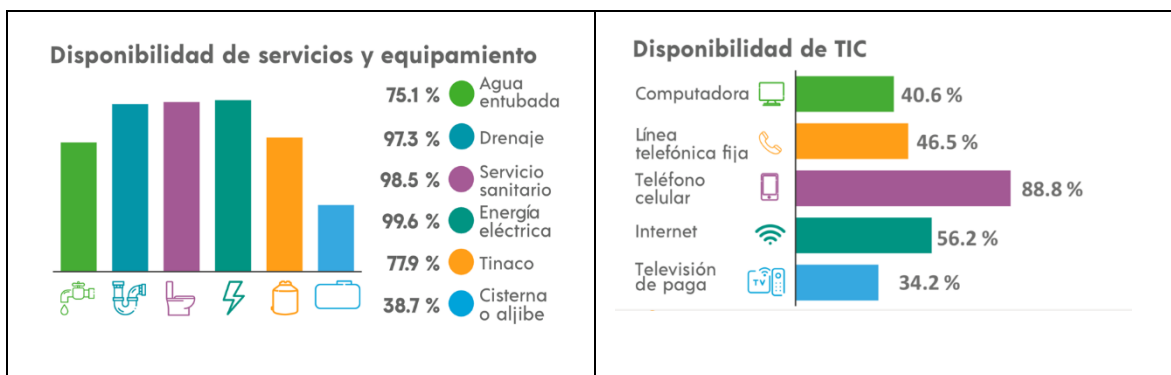 Disponibilidad de servicios y equipamiento
75.1 % Agua
entubada
97.3 % Drenaje
98.5 % Servicio
sanitario
99.6 % Energía
eléctrica
77.9 % Tinaco
38.7 % Cisterna
o aljibe
Disponibilidad de TIC
Computadora 40.6 %
Línea
telefónica fija 46.5 %
Teléfono
celular 88.8 %
Internet 56.2 %
Televisión
de paga TV 34.2 %